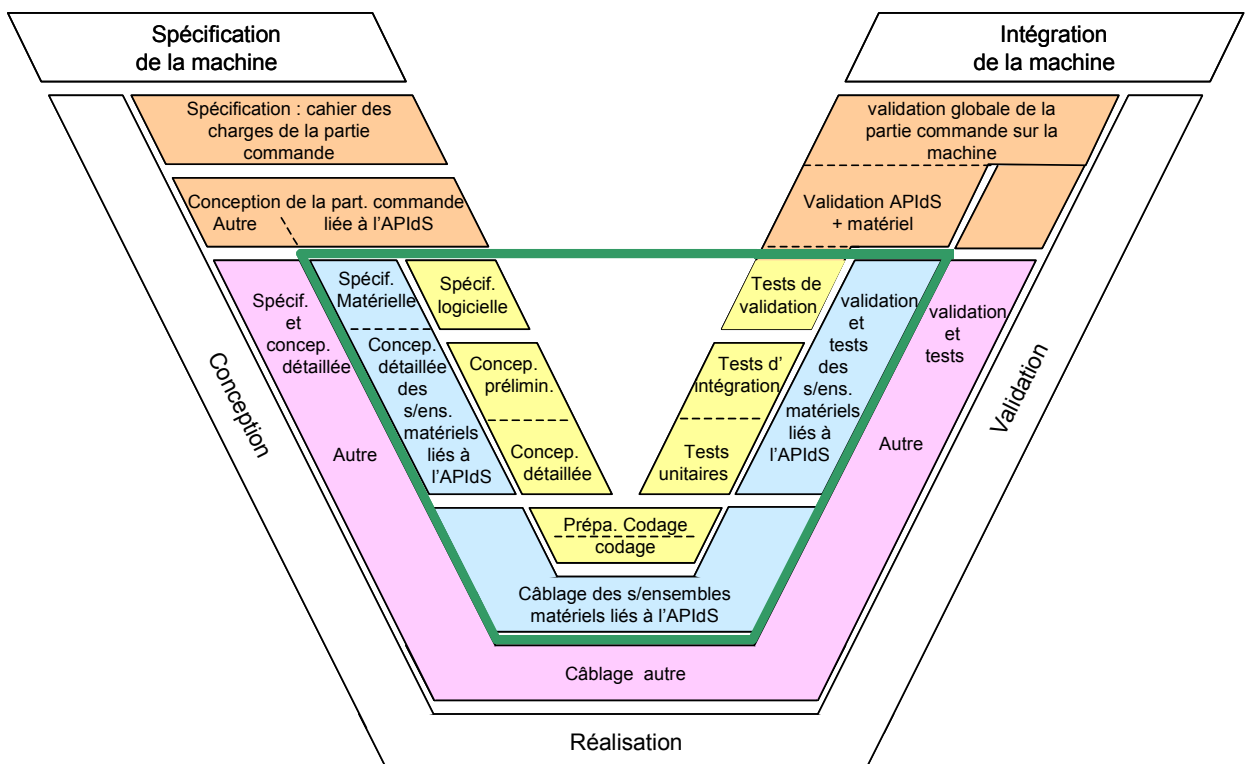 Spécification
de la machine
Intégration
de la machine
Spécification : cahier des
charges de la partie
commande
validation globale de la
partie commande sur la
machine
Conception de la part. commande
Autre
liée à l'APIdS
Validation APIdS
+ matériel
Spécif.
et
concep.
détaillée
Autre
Spécif.
Matérielle
Concep.
détaillée
des
s/ens.
matériels
liés à
l'APIdS
Spécif.
logicielle
Concep.
prélimin.
Concep.
détaillée
Tests de
validation
Tests d'
intégration
Tests
unitaires
validation
et
tests
des
s/ens.
matériels
liés à
l'APIdS
validation
et
tests
Autre
Conception
Validation
Prépa. Codage
codage
Câblage des s/ensembles
matériels liés à l'APIdS
Câblage autre
Réalisation